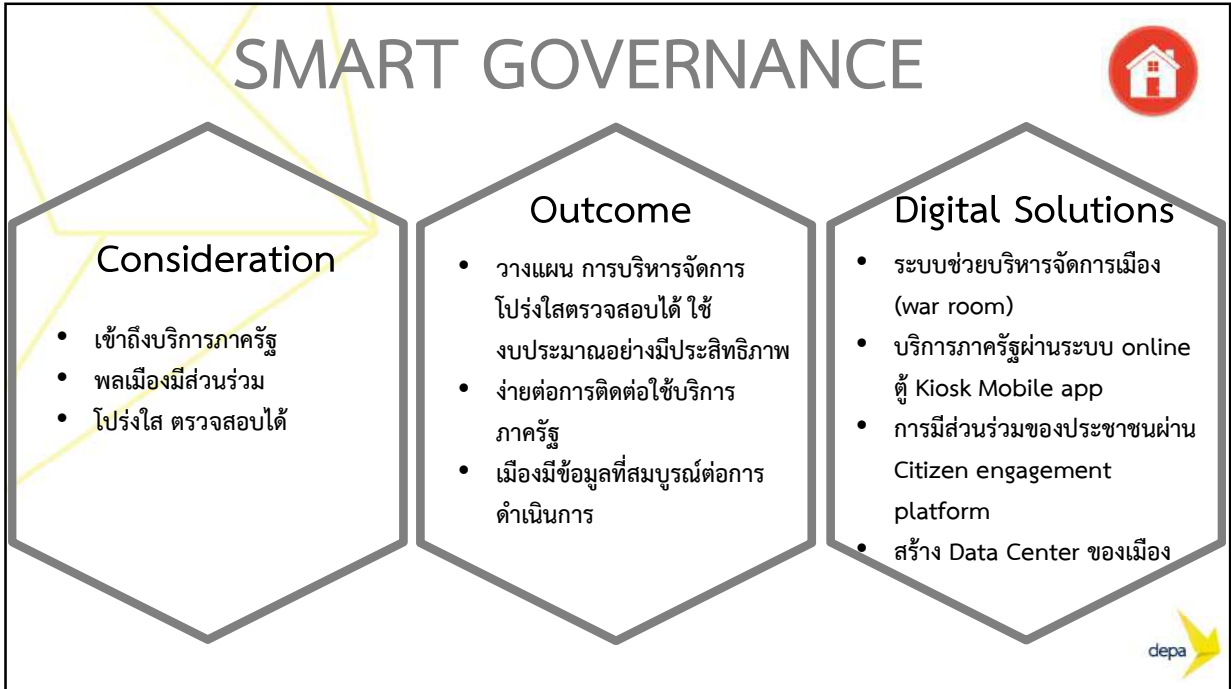 SMART GOVERNANCE
Consideration
• เข้าถึงบริการภาครัฐ
• พลเมืองมีส่วนร่วม
• โปร่งใส ตรวจสอบได้
Outcome
• วางแผน การบริหารจัดการ
โปร่งใสตรวจสอบได้ ใช้
งบประมาณอย่างมีประสิทธิภาพ
• ง่ายต่อการติดต่อใช้บริการ
ภาครัฐ
• เมืองมีข้อมูลที่สมบูรณ์ต่อการ
ดำเนินการ
Digital Solutions
• ระบบช่วยบริหารจัดการเมือง
(war room)
• บริการภาครัฐผ่านระบบ online
ตู้ Kiosk Mobile app
• การมีส่วนร่วมของประชาชนผ่าน
Citizen engagement
platform
• สร้าง Data Center ของเมือง
depa